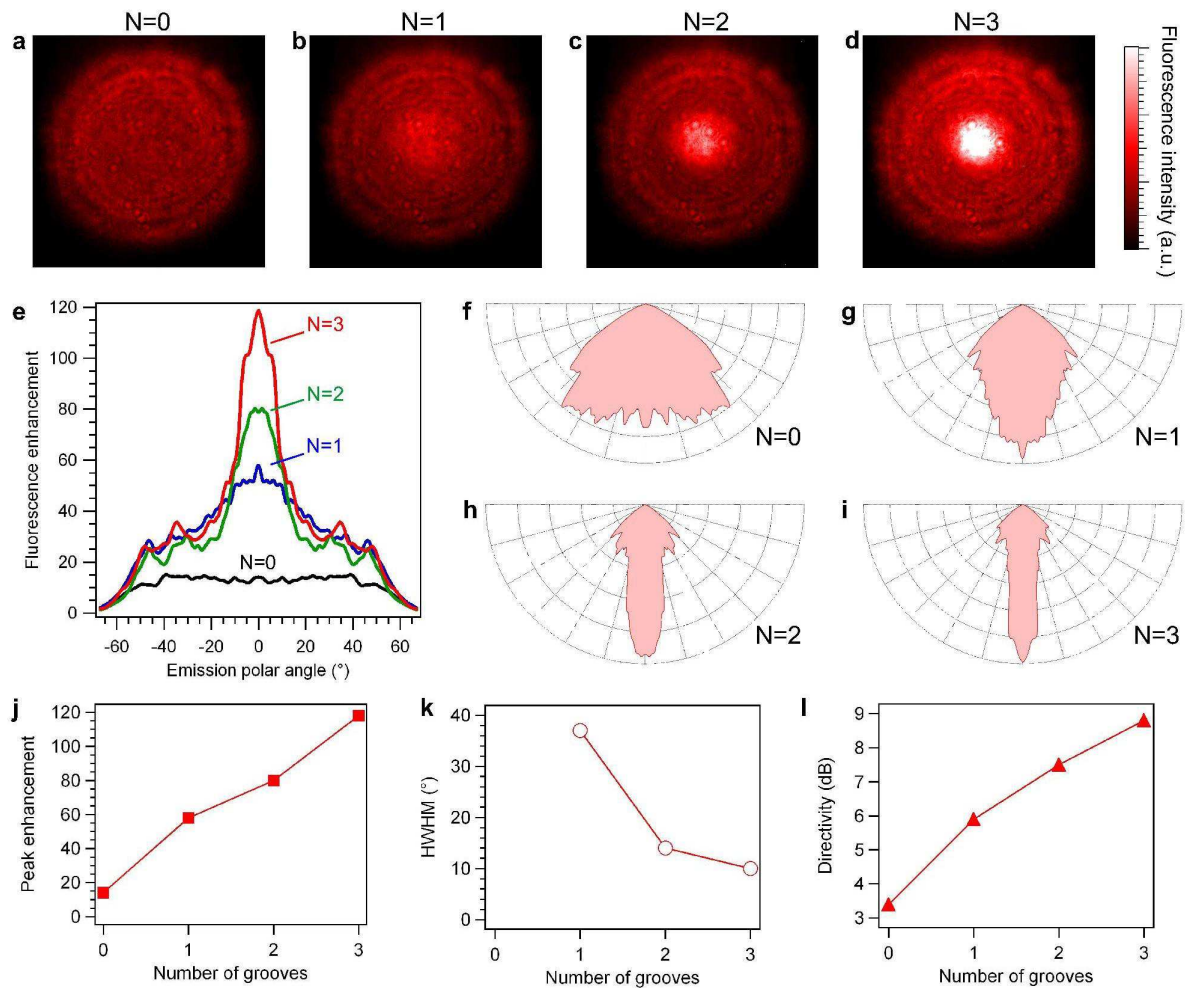 N=0
N=1
N=2
N=3
a
b
c
d
Fluorescence intensity (a.u.)
e
120
100
80
60
40
20
0
Fluorescence enhancement
N=3
N=2
N=1
N=0
-60
-40
-20
0
20
40
60
Emission polar angle (°)
f
N=0
g
N=1
h
N=2
i
N=3
j
120
100
80
60
40
20
0
Peak enhancement
0
1
2
3
Number of grooves
k
40
30
20
10
0
HWHM (°)
0
1
2
3
Number of grooves
l
9
8
7
6
5
4
3
Directivity (dB)
0
1
2
3
Number of grooves